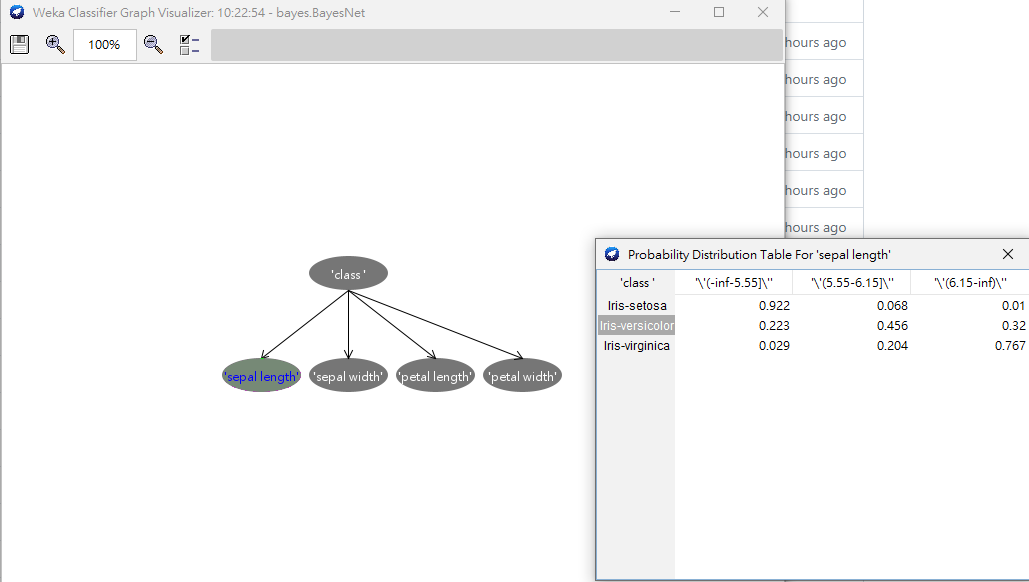 Weka Classifier Graph Visualizer: 10:22:54 - bayes.BayesNet
100%
hours ago
hours ago
hours ago
hours ago
hours ago
hours ago
'class '
'sepal length' 'sepal width' 'petal length' 'petal width'
Probability Distribution Table For 'sepal length'
'class ' '\'(-inf-5.55]\'' '\'(5.55-6.15]\'' '\'(6.15-inf)\''
Iris-setosa 0.922 0.068 0.01
Iris-versicolor 0.223 0.456 0.32
Iris-virginica 0.029 0.204 0.767